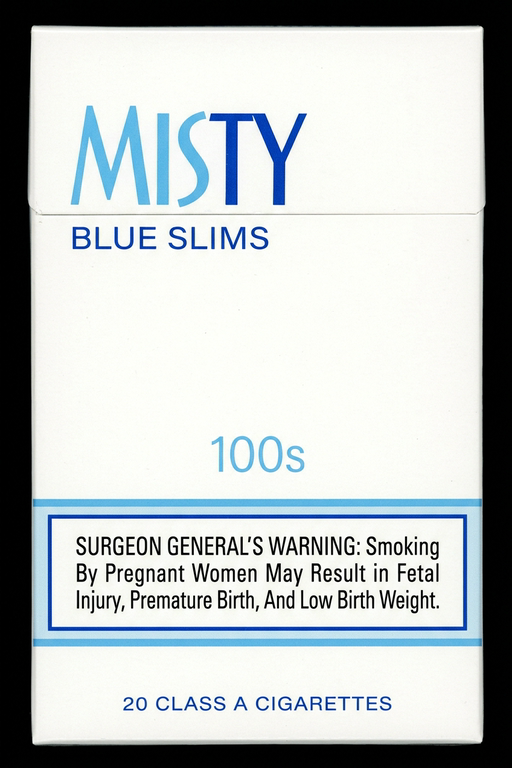 MISTY
BLUE SLIMS
100s
SURGEON GENERAL'S WARNING: Smoking
By Pregnant Women May Result in Fetal
Injury, Premature Birth, And Low Birth Weight.
20 CLASS A CIGARETTES